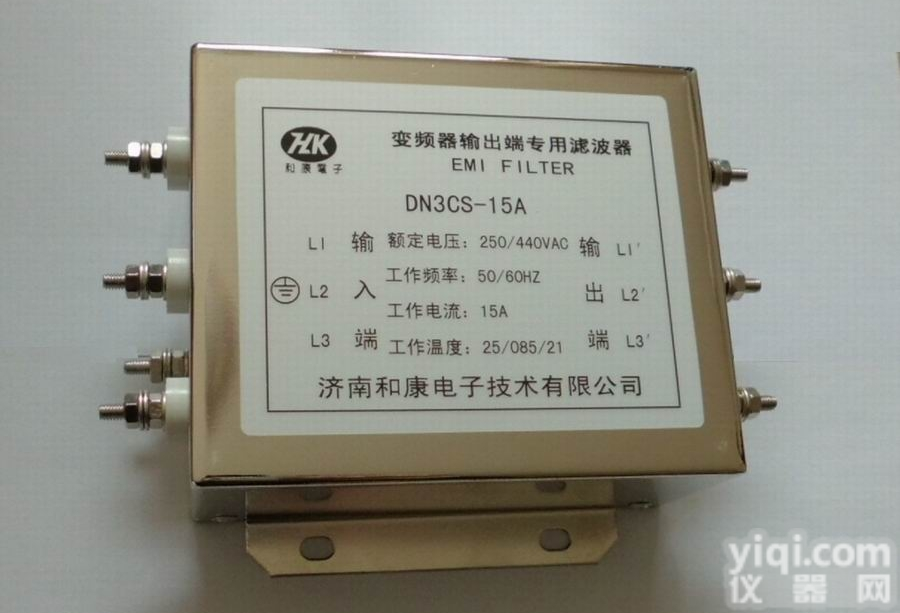 HK
和康電子
变频器输出端专用滤波器
EMI FILTER
DN3CS-15A
L1 输 额定电压：250/440VAC 输 L1'
L2 入 工作频率：50/60HZ 出 L2'
工作电流：15A
L3 端 工作温度：25/085/21 端 L3'
济南和康电子技术有限公司
yiqi.com
仪器网